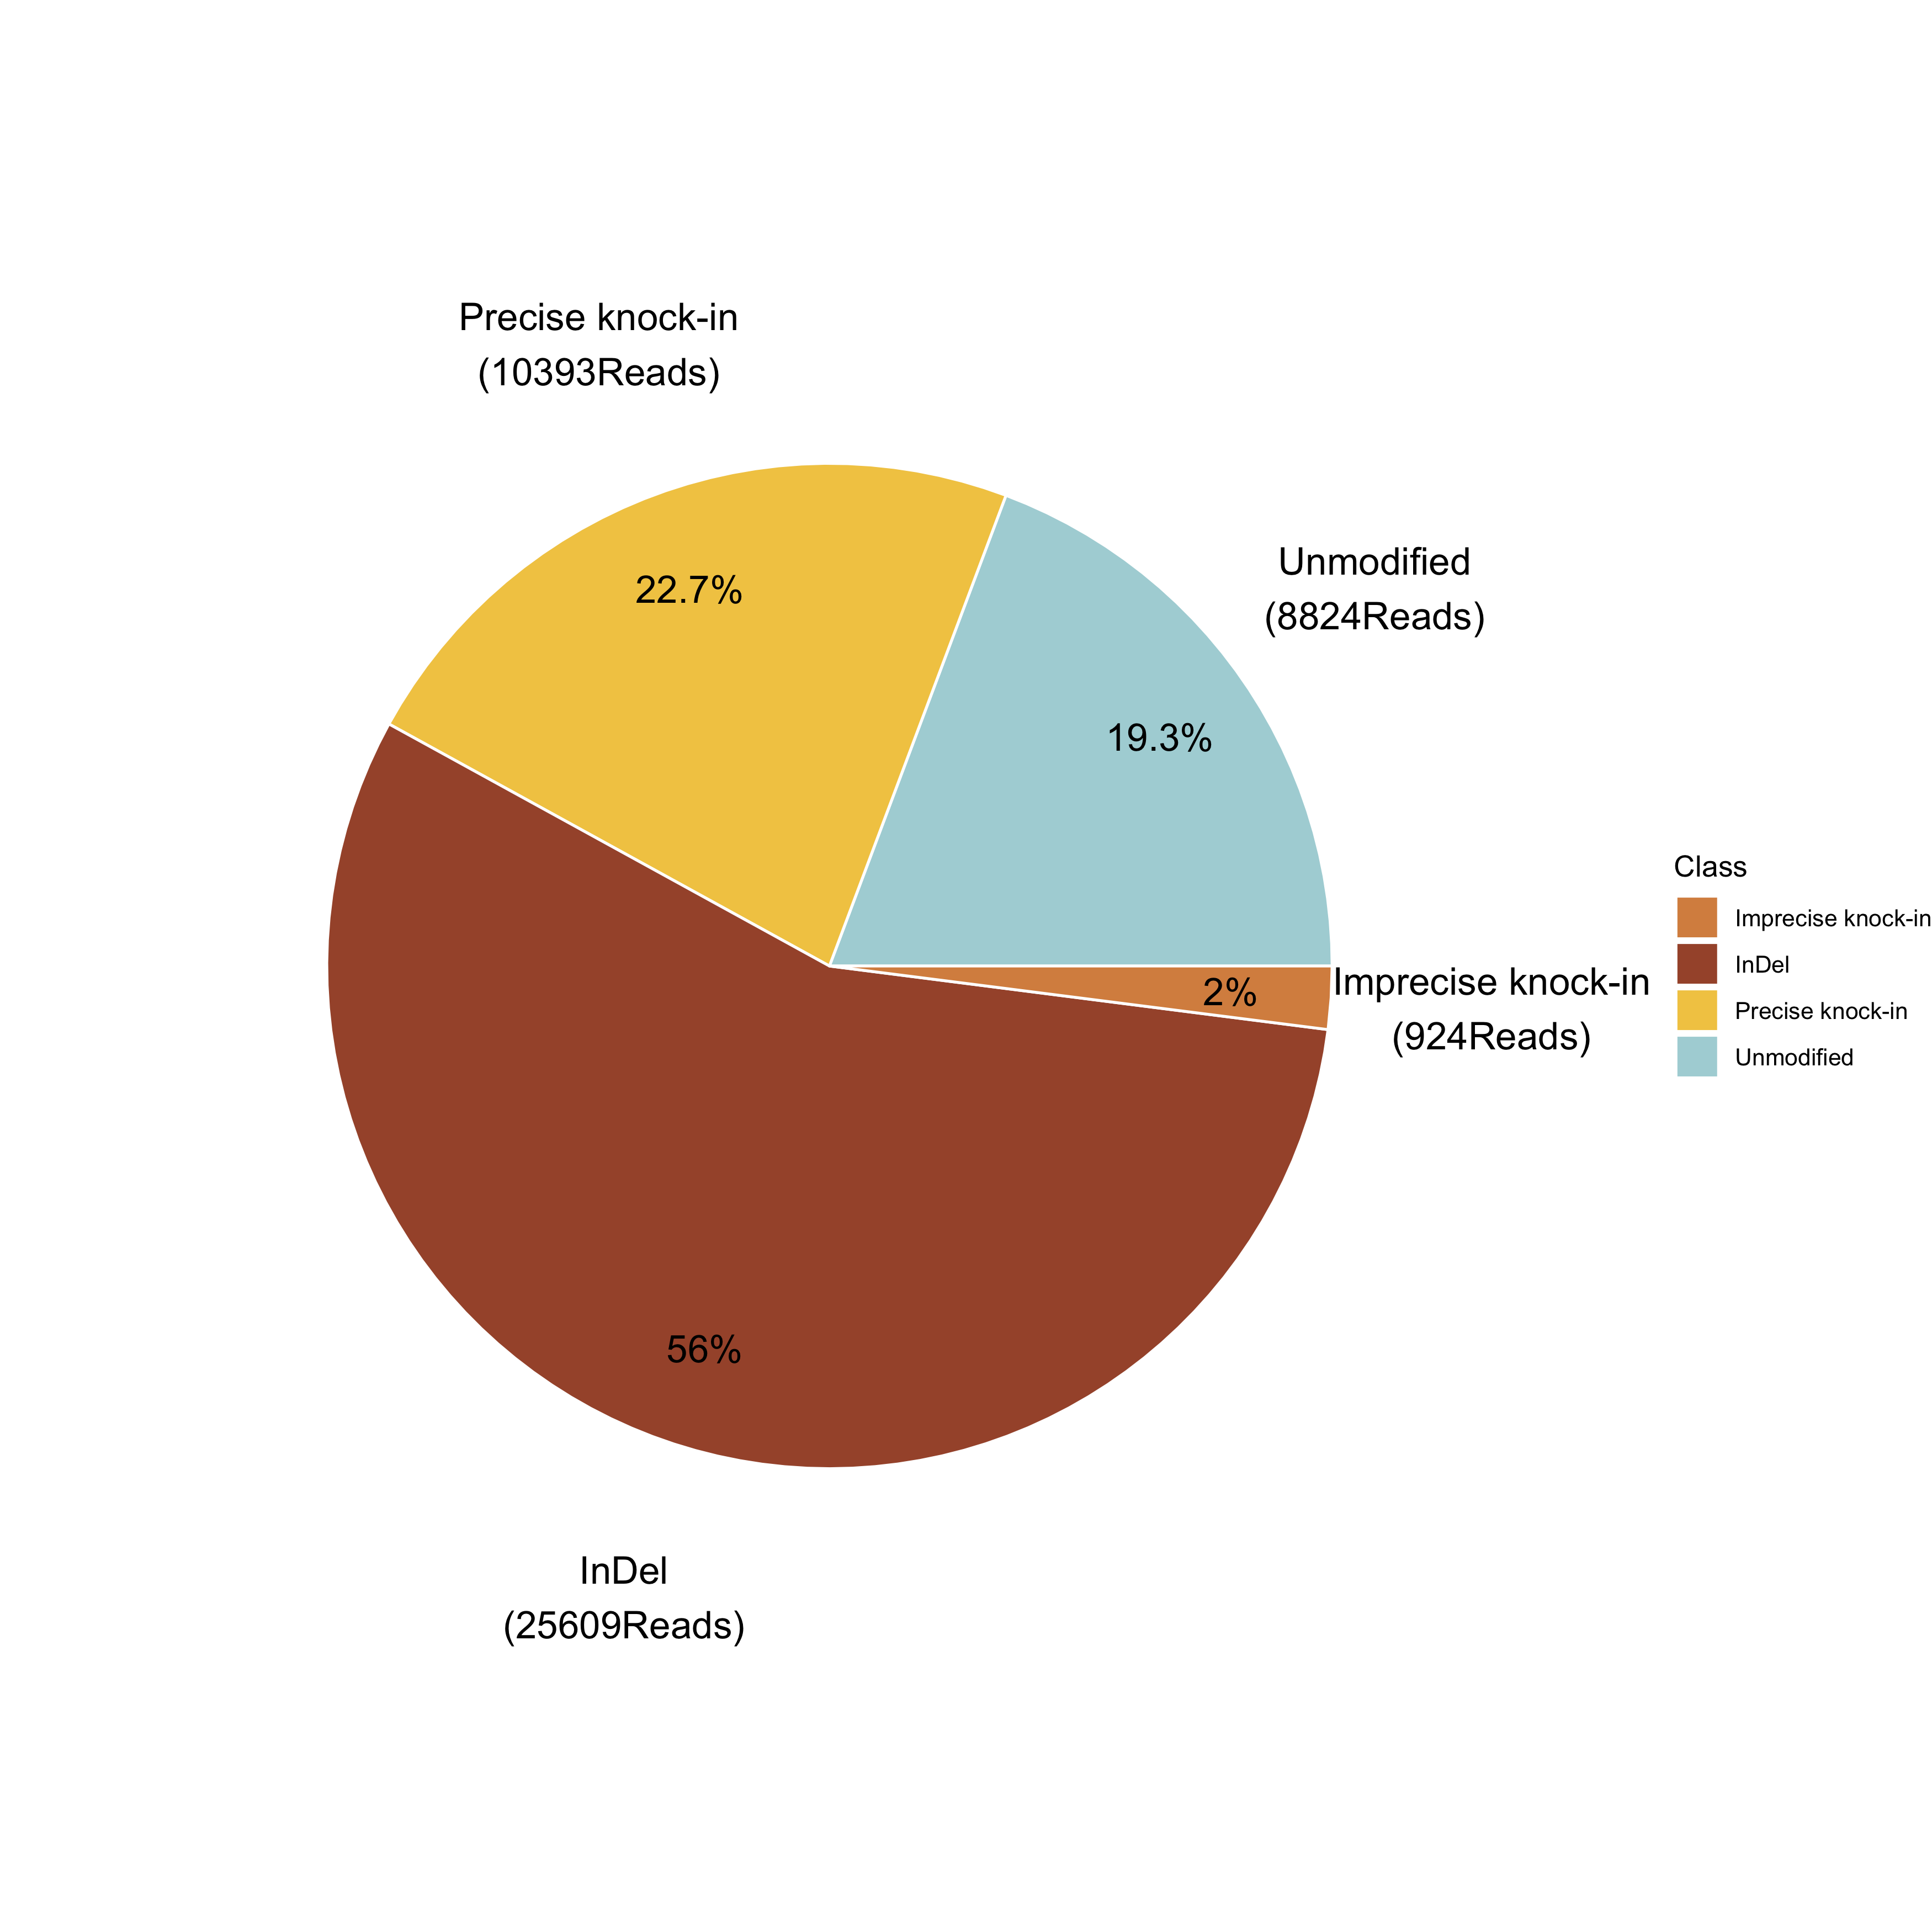 Precise knock-in
(10393Reads)
22.7%
Unmodified
(8824Reads)
19.3%
Imprecise knock-in
(924Reads)
2%
56%
InDel
(25609Reads)
Class
Imprecise knock-in
InDel
Precise knock-in
Unmodified